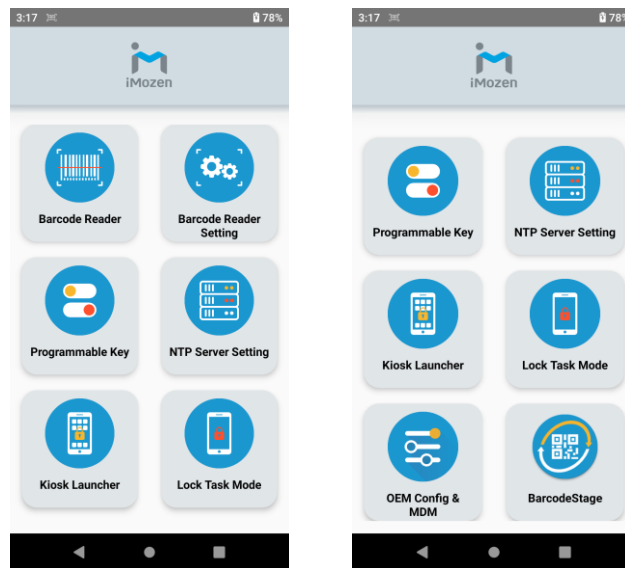 3:17
78%
iMozen
Barcode Reader
Barcode Reader
Setting
Programmable Key
NTP Server Setting
Kiosk Launcher
Lock Task Mode
3:17
78%
iMozen
Programmable Key
NTP Server Setting
Kiosk Launcher
Lock Task Mode
OEM Config &
MDM
BarcodeStage